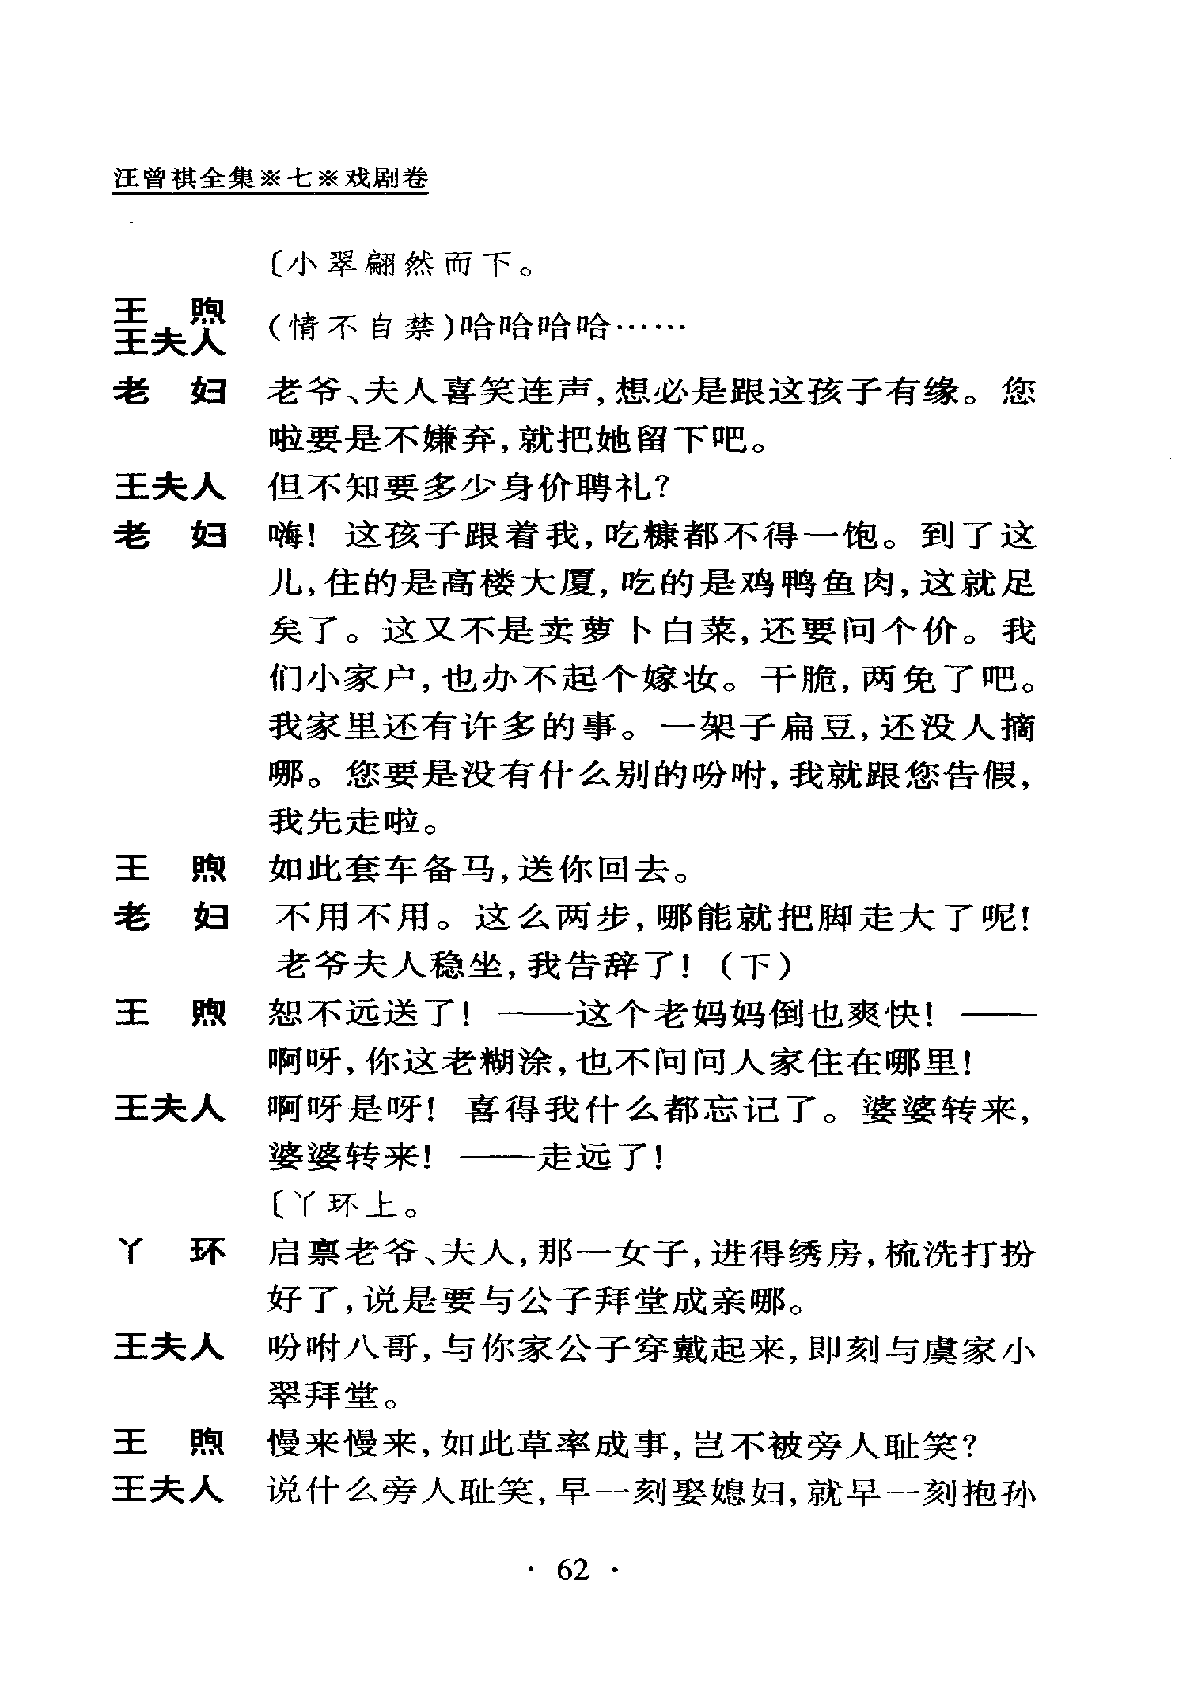 汪曾祺全集※七※戏剧卷
〔小翠翩然而下。
王　煦
王夫人　(情不自禁)哈哈哈哈……
老　妇　老爷、夫人喜笑连声,想必是跟这孩子有缘。您
啦要是不嫌弃,就把她留下吧。
王夫人　但不知要多少身价聘礼?
老　妇　嗨! 这孩子跟着我,吃糠都不得一饱。到了这
儿,住的是高楼大厦,吃的是鸡鸭鱼肉,这就足
矣了。这又不是卖萝卜白菜,还要问个价。我
们小家户,也办不起个嫁妆。干脆,两免了吧。
我家里还有许多的事。一架子扁豆,还没人摘
哪。您要是没有什么别的吩咐,我就跟您告假,
我先走啦。
王　煦　如此套车备马,送你回去。
老　妇　不用不用。这么两步,哪能就把脚走大了呢!
老爷夫人稳坐,我告辞了! (下)
王　煦　恕不远送了! ——这个老妈妈倒也爽快! ——
啊呀,你这老糊涂,也不问问人家住在哪里!
王夫人　啊呀是呀! 喜得我什么都忘记了。婆婆转来,
婆婆转来! ——走远了!
〔丫环上。
丫　环　启禀老爷、夫人,那一女子,进得绣房,梳洗打扮
好了,说是要与公子拜堂成亲哪。
王夫人　吩咐八哥,与你家公子穿戴起来,即刻与虞家小
翠拜堂。
王　煦　慢来慢来,如此草率成事,岂不被旁人耻笑?
王夫人　说什么旁人耻笑,早一刻娶媳妇,就早一刻抱孙
· 62 ·